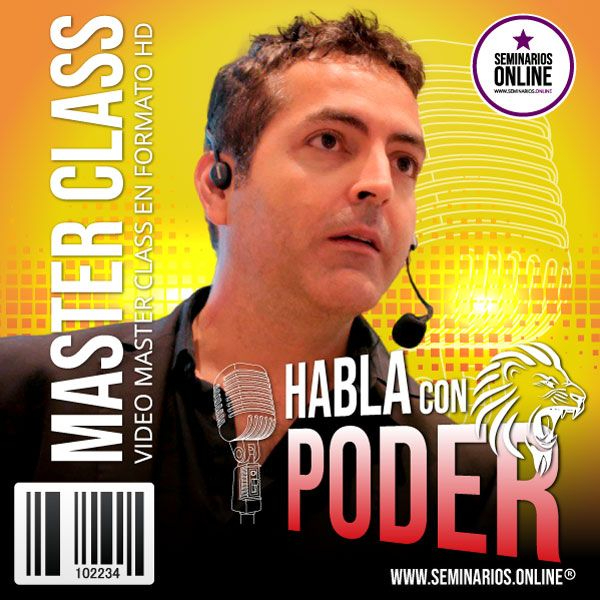 MASTER CLASS
VIDEO MASTER CLASS EN FORMATO HD
SEMINARIOS
ONLINE
WWW.SEMINARIOS.ONLINE
HABLA CON
PODER
102234
WWW.SEMINARIOS.ONLINE®